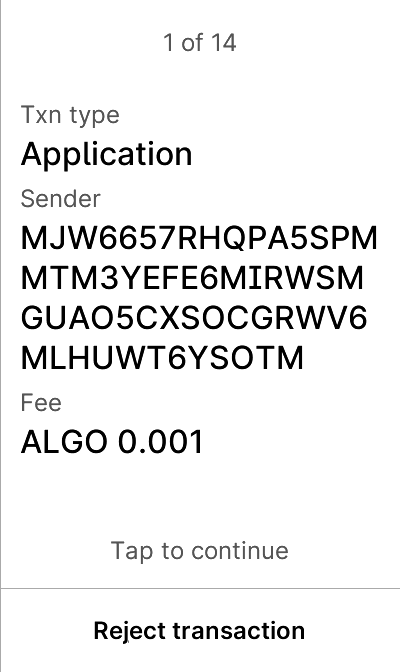 1 of 14
Txn type
Application
Sender
MJW6657RHQPA5SPM
MTM3YEFE6MIRWSM
GUAO5CXSOCGRWV6
MLHUWT6YSOTM
Fee
ALGO 0.001
Tap to continue
Reject transaction